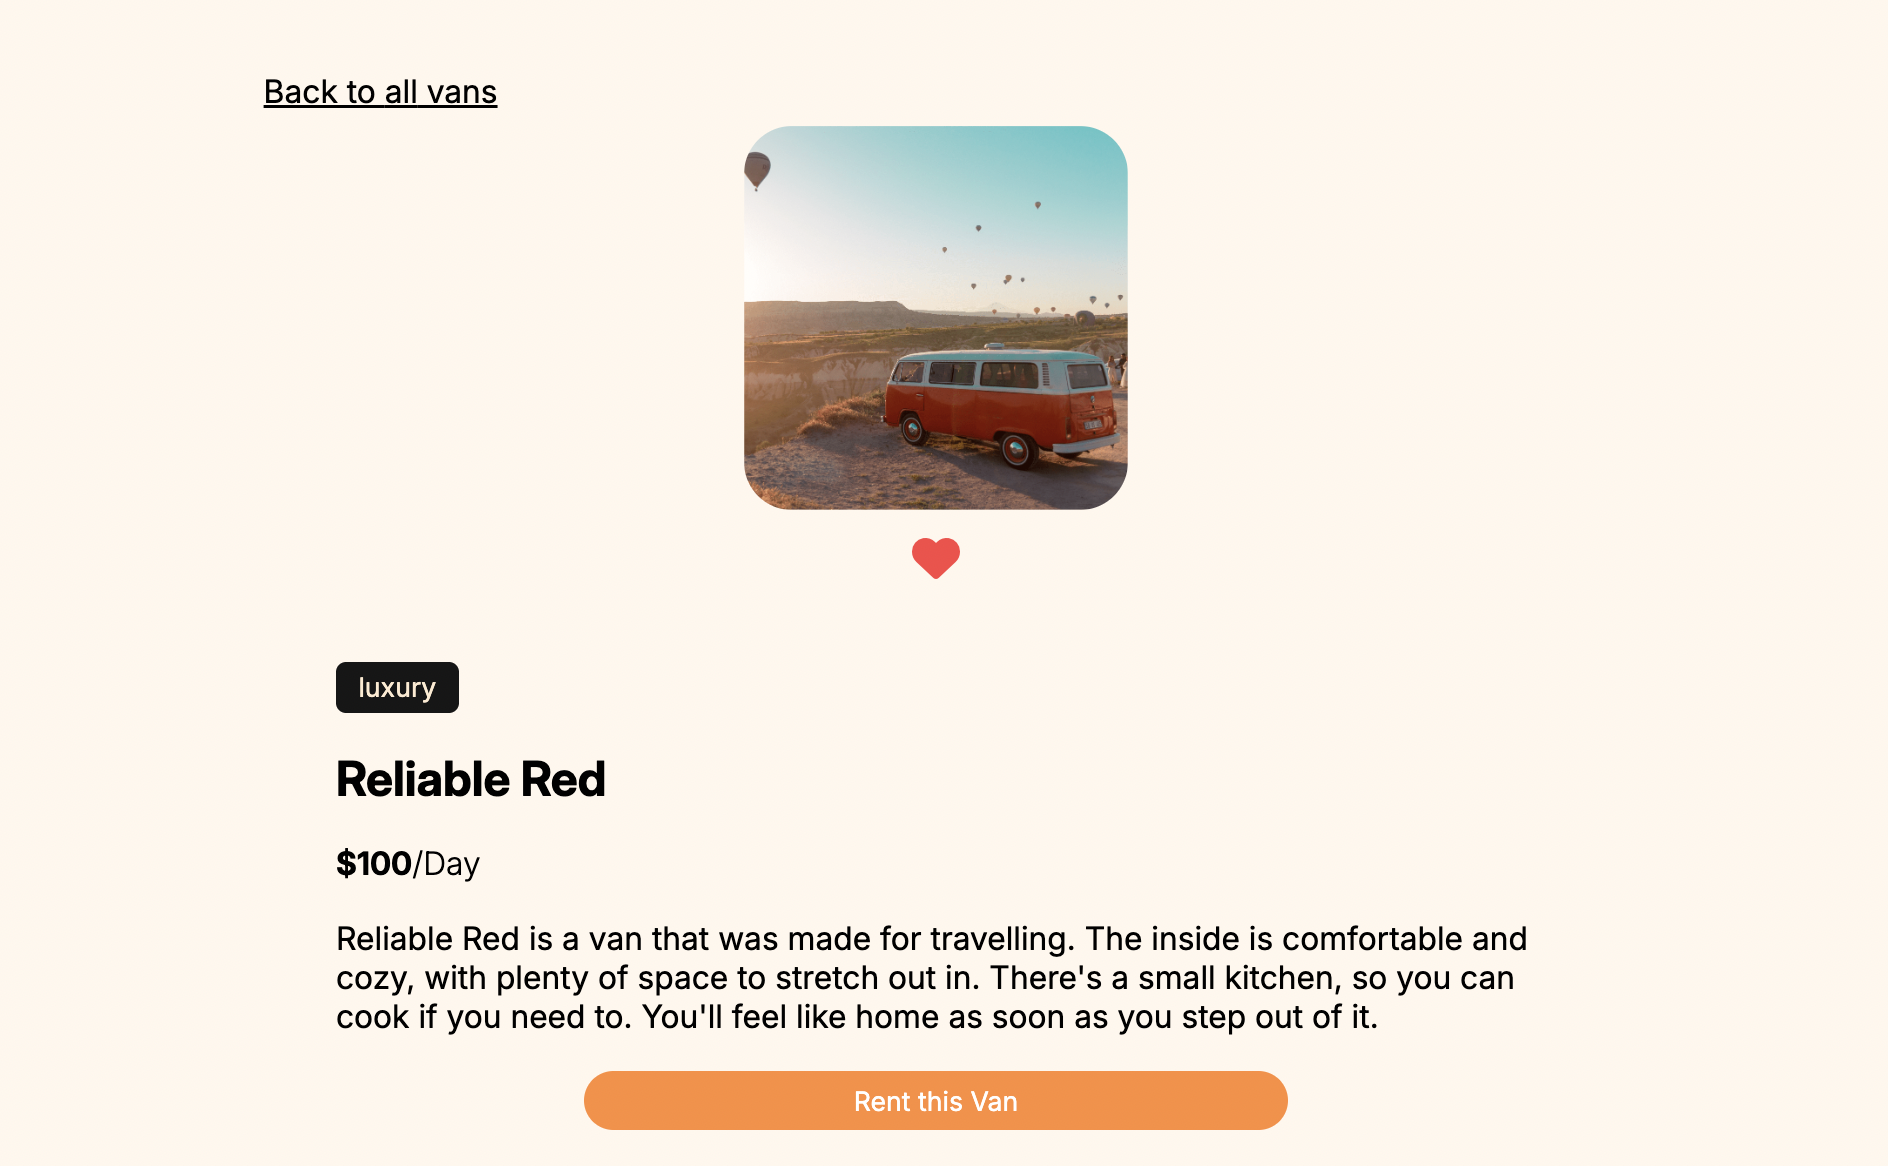 Back to all vans
luxury
Reliable Red
$100/Day
Reliable Red is a van that was made for travelling. The inside is comfortable and
cozy, with plenty of space to stretch out in. There's a small kitchen, so you can
cook if you need to. You'll feel like home as soon as you step out of it.
Rent this Van